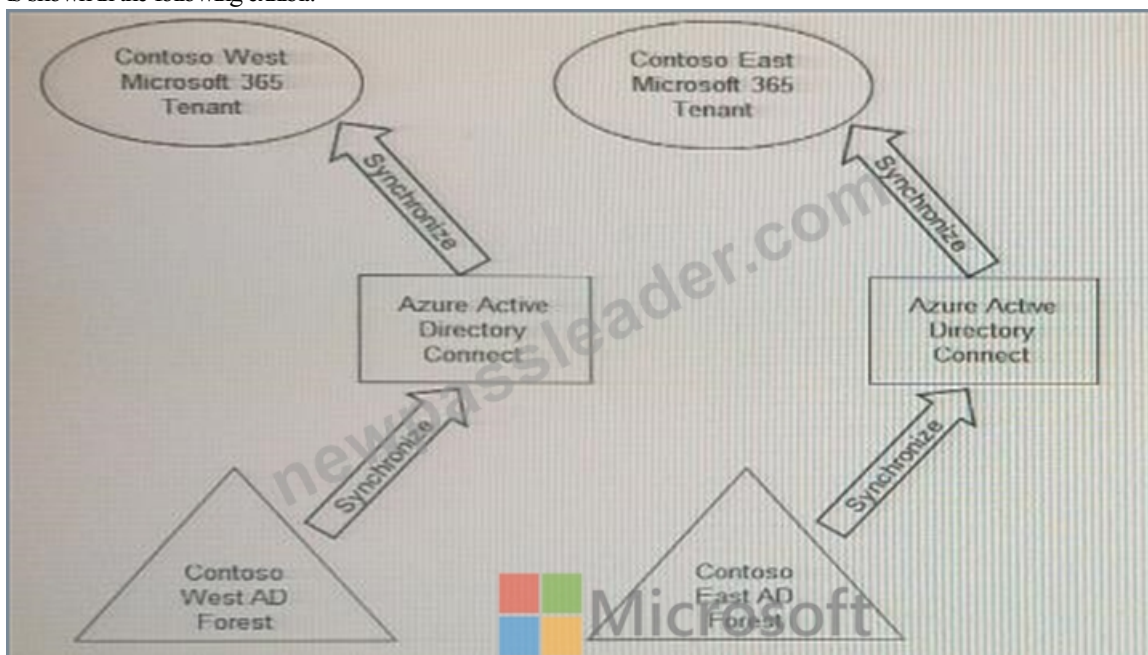 Contoso West
Microsoft 365
Tenant
Contoso East
Microsoft 365
Tenant
Synchronize
Synchronize
Azure Active
Directory
Connect
Azure Active
Directory
Connect
Synchronize
Synchronize
Contoso
West AD
Forest
Contoso
East AD
Forest
Microsoft
newpassleader.com